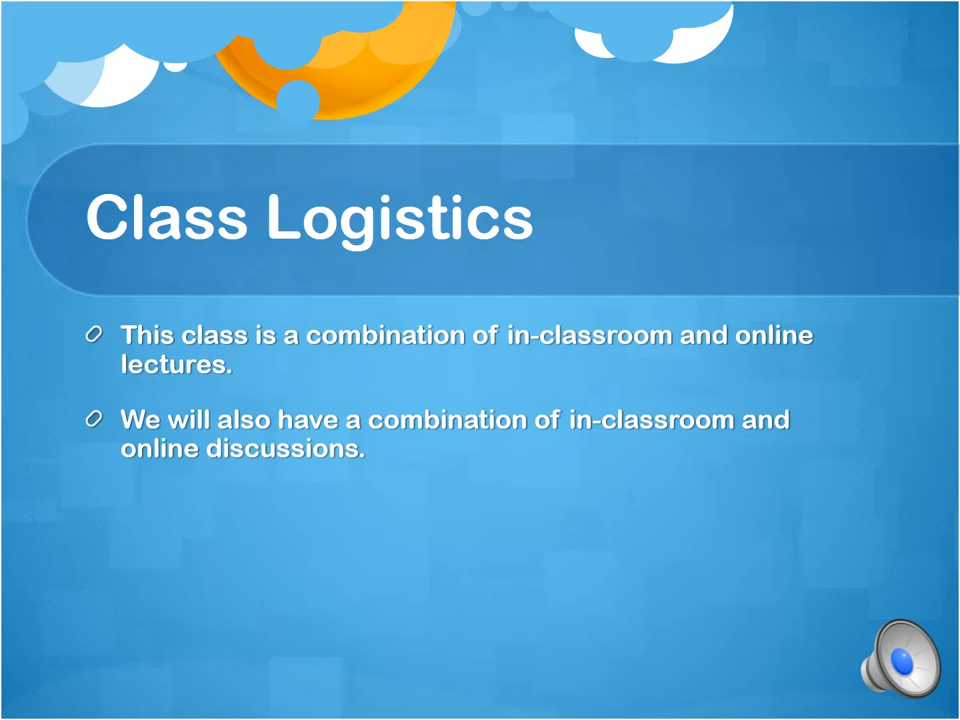 Class Logistics
This class is a combination of in-classroom and online
lectures.
We will also have a combination of in-classroom and
online discussions.